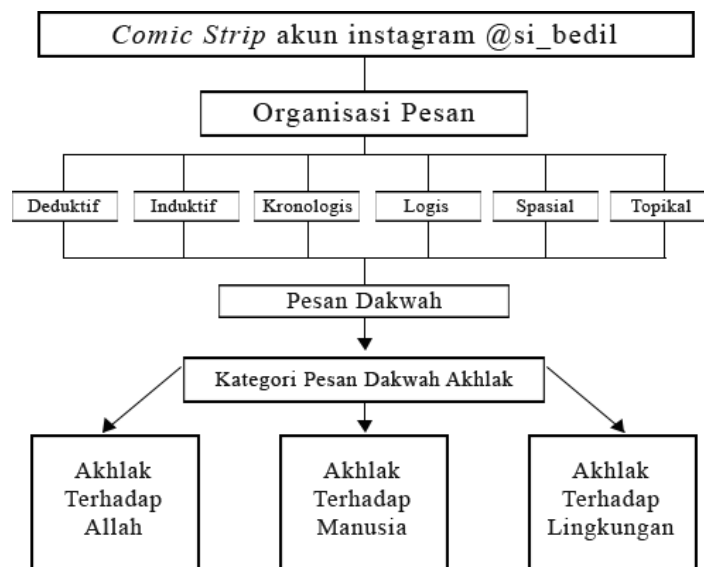 Comic Strip akun instagram @si_bedil
Organisasi Pesan
Deduktif
Induktif
Kronologis
Logis
Spasial
Topikal
Pesan Dakwah
Kategori Pesan Dakwah Akhlak
Akhlak
Terhadap
Allah
Akhlak
Terhadap
Manusia
Akhlak
Terhadap
Lingkungan